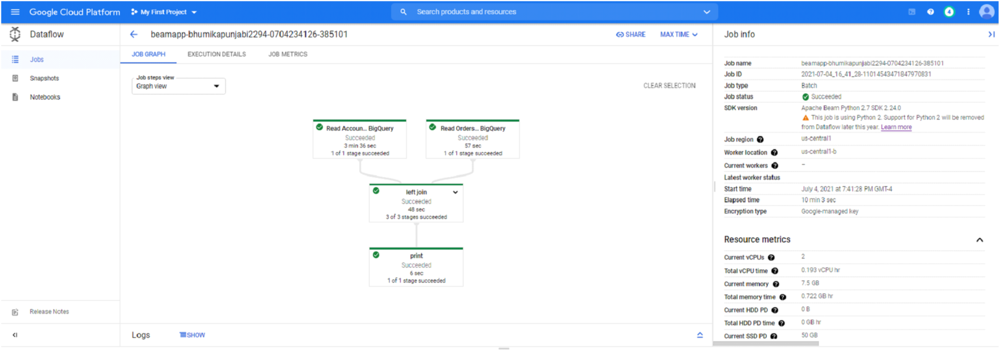 Google Cloud Platform
My First Project
Search products and resources
4
Dataflow
beamapp-bhumikapunjabi2294-0704234126-385101
SHARE
MAX TIME
Job info
Jobs
Snapshots
Notebooks
JOB GRAPH
EXECUTION DETAILS
JOB METRICS
Job steps view
Graph view
CLEAR SELECTION
Read Accoun... BigQuery
Succeeded
3 min 36 sec
1 of 1 stage succeeded
Read Orders... BigQuery
Succeeded
57 sec
1 of 1 stage succeeded
left join
Succeeded
48 sec
3 of 3 stages succeeded
print
Succeeded
6 sec
1 of 1 stage succeeded
Job name beamapp-bhumikapunjabi2294-0704234126-385101
Job ID 2021-07-04_16_41_28-11014543471847970831
Job type Batch
Job status Succeeded
SDK version Apache Beam Python 2.7 SDK 2.24.0
This job is using Python 2. Support for Python 2 will be removed
from Dataflow later this year. Learn more
Job region ? us-central1
Worker location ? us-central1-b
Current workers ? –
Latest worker status
Start time July 4, 2021 at 7:41:28 PM GMT-4
Elapsed time 10 min 3 sec
Encryption type Google-managed key
Resource metrics
Current vCPUs ? 2
Total vCPU time ? 0.193 vCPU hr
Current memory ? 7.5 GB
Total memory time ? 0.722 GB hr
Current HDD PD ? 0 B
Total HDD PD time ? 0 GB hr
Current SSD PD ? 50 GB
Release Notes
Logs
SHOW